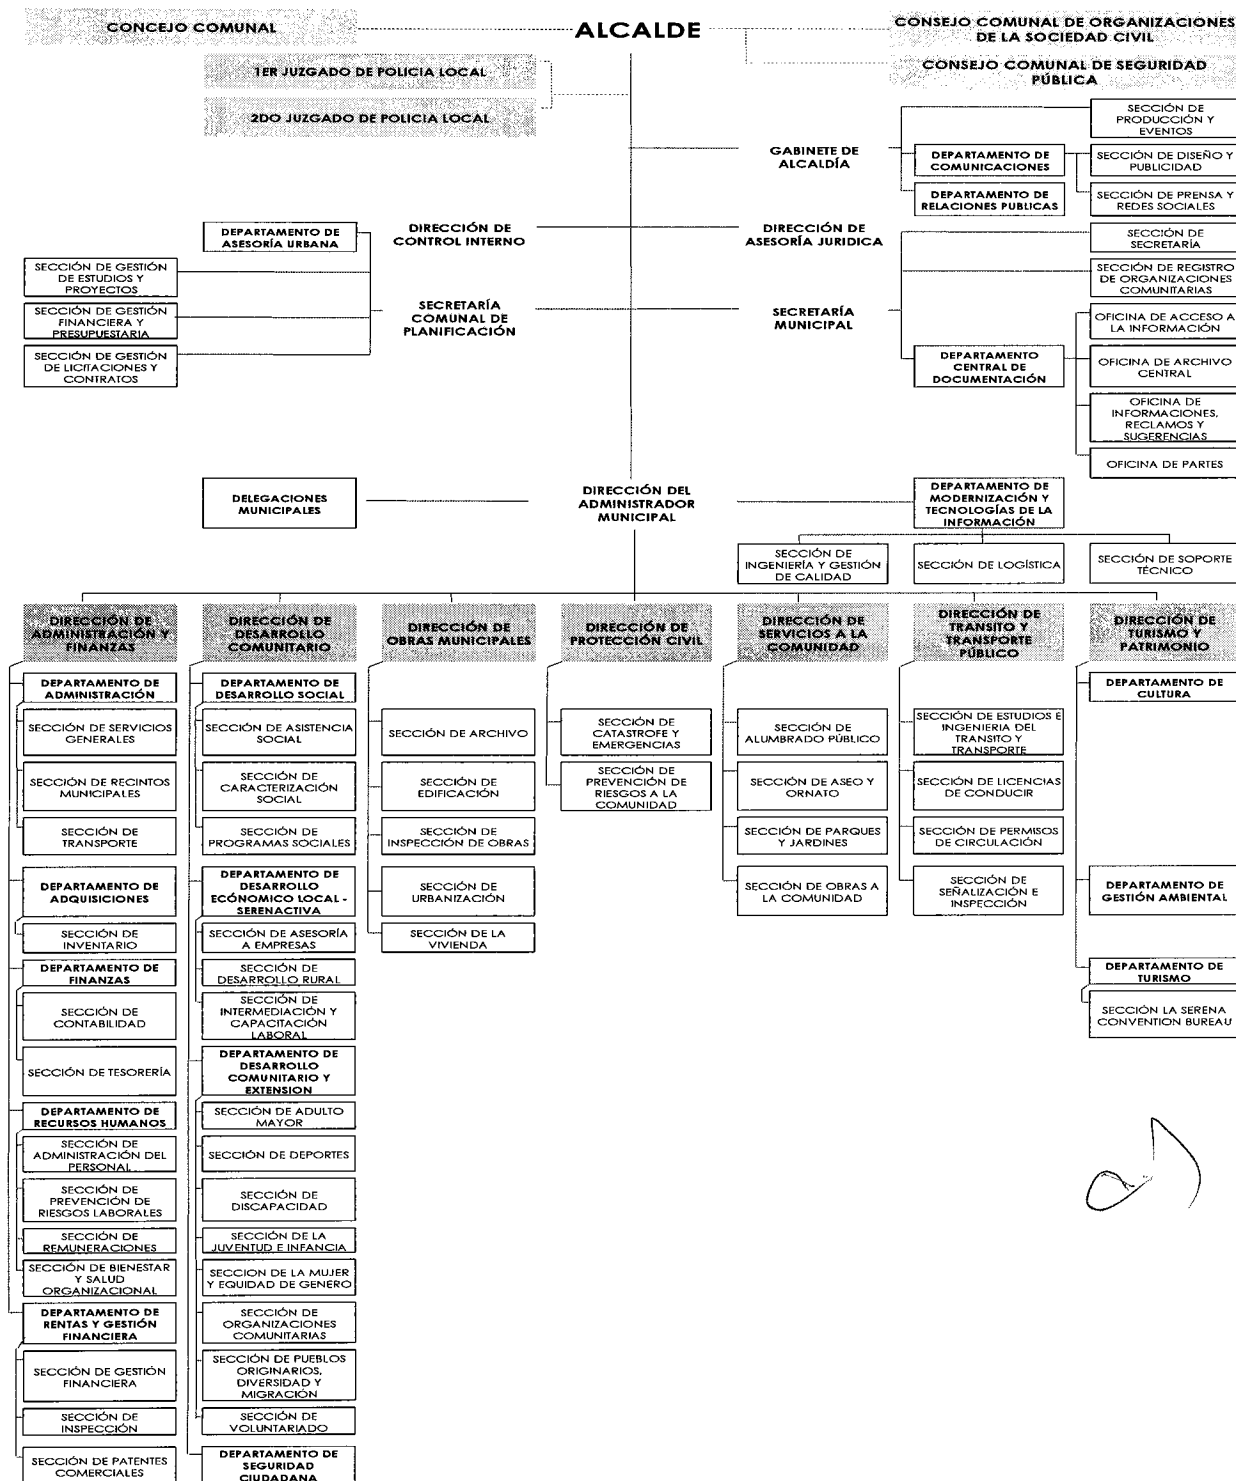 CONCEJO COMUNAL
ALCALDE
CONSEJO COMUNAL DE ORGANIZACIONES
DE LA SOCIEDAD CIVIL
CONSEJO COMUNAL DE SEGURIDAD
PÚBLICA
1ER JUZGADO DE POLICIA LOCAL
2DO JUZGADO DE POLICIA LOCAL
GABINETE DE
ALCALDÍA
DEPARTAMENTO DE
COMUNICACIONES
DEPARTAMENTO DE
RELACIONES PUBLICAS
SECCIÓN DE
PRODUCCIÓN Y
EVENTOS
SECCIÓN DE DISEÑO Y
PUBLICIDAD
SECCIÓN DE PRENSA Y
REDES SOCIALES
DEPARTAMENTO DE
ASESORÍA URBANA
DIRECCIÓN DE
CONTROL INTERNO
DIRECCIÓN DE
ASESORÍA JURIDICA
SECCIÓN DE
SECRETARÍA
SECCIÓN DE GESTIÓN
DE ESTUDIOS Y
PROYECTOS
SECCIÓN DE GESTIÓN
FINANCIERA Y
PRESUPUESTARIA
SECCIÓN DE GESTIÓN
DE LICITACIONES Y
CONTRATOS
SECRETARÍA
COMUNAL DE
PLANIFICACIÓN
SECRETARÍA
MUNICIPAL
SECCIÓN DE REGISTRO
DE ORGANIZACIONES
COMUNITARIAS
DEPARTAMENTO
CENTRAL DE
DOCUMENTACIÓN
OFICINA DE ACCESO A
LA INFORMACIÓN
OFICINA DE ARCHIVO
CENTRAL
OFICINA DE
INFORMACIONES,
RECLAMOS Y
SUGERENCIAS
OFICINA DE PARTES
DELEGACIONES
MUNICIPALES
DIRECCIÓN DEL
ADMINISTRADOR
MUNICIPAL
DEPARTAMENTO DE
MODERNIZACIÓN Y
TECNOLOGÍAS DE LA
INFORMACIÓN
SECCIÓN DE
INGENIERÍA Y GESTIÓN
DE CALIDAD
SECCIÓN DE LOGÍSTICA
SECCIÓN DE SOPORTE
TÉCNICO
DIRECCIÓN DE
ADMINISTRACIÓN Y
FINANZAS
DEPARTAMENTO DE
ADMINISTRACIÓN
SECCIÓN DE SERVICIOS
GENERALES
SECCIÓN DE RECINTOS
MUNICIPALES
SECCIÓN DE
TRANSPORTE
DEPARTAMENTO DE
ADQUISICIONES
SECCIÓN DE
INVENTARIO
DEPARTAMENTO DE
FINANZAS
SECCIÓN DE
CONTABILIDAD
SECCIÓN DE TESORERÍA
DEPARTAMENTO DE
RECURSOS HUMANOS
SECCIÓN DE
ADMINISTRACIÓN DEL
PERSONAL
SECCIÓN DE
PREVENCIÓN DE
RIESGOS LABORALES
SECCIÓN DE
REMUNERACIONES
SECCIÓN DE BIENESTAR
Y SALUD
ORGANIZACIONAL
DEPARTAMENTO DE
RENTAS Y GESTIÓN
FINANCIERA
SECCIÓN DE GESTIÓN
FINANCIERA
SECCIÓN DE
INSPECCIÓN
SECCIÓN DE PATENTES
COMERCIALES
DIRECCIÓN DE
DESARROLLO
COMUNITARIO
DEPARTAMENTO DE
DESARROLLO SOCIAL
SECCIÓN DE ASISTENCIA
SOCIAL
SECCIÓN DE
CARACTERIZACIÓN
SOCIAL
SECCIÓN DE
PROGRAMAS SOCIALES
DEPARTAMENTO DE
DESARROLLO
ECÓNOMICO LOCAL -
SERENACTIVA
SECCIÓN DE ASESORÍA
A EMPRESAS
SECCIÓN DE
DESARROLLO RURAL
SECCIÓN DE
INTERMEDIACIÓN Y
CAPACITACIÓN
LABORAL
DEPARTAMENTO DE
DESARROLLO
COMUNITARIO Y
EXTENSION
SECCIÓN DE ADULTO
MAYOR
SECCIÓN DE DEPORTES
SECCIÓN DE
DISCAPACIDAD
SECCIÓN DE LA
JUVENTUD E INFANCIA
SECCION DE LA MUJER
Y EQUIDAD DE GENERO
SECCIÓN DE
ORGANIZACIONES
COMUNITARIAS
SECCIÓN DE PUEBLOS
ORIGINARIOS,
DIVERSIDAD Y
MIGRACIÓN
SECCIÓN DE
VOLUNTARIADO
DEPARTAMENTO DE
SEGURIDAD
CIUDADANA
DIRECCIÓN DE
OBRAS MUNICIPALES
SECCIÓN DE ARCHIVO
SECCIÓN DE
EDIFICACIÓN
SECCIÓN DE
INSPECCIÓN DE OBRAS
SECCIÓN DE
URBANIZACIÓN
SECCIÓN DE LA
VIVIENDA
DIRECCIÓN DE
PROTECCIÓN CIVIL
SECCIÓN DE
CATASTROFE Y
EMERGENCIAS
SECCIÓN DE
PREVENCIÓN DE
RIESGOS A LA
COMUNIDAD
DIRECCIÓN DE
SERVICIOS A LA
COMUNIDAD
SECCIÓN DE
ALUMBRADO PÚBLICO
SECCIÓN DE ASEO Y
ORNATO
SECCIÓN DE PARQUES
Y JARDINES
SECCIÓN DE OBRAS A
LA COMUNIDAD
DIRECCIÓN DE
TRANSITO Y
TRANSPORTE
PÚBLICO
SECCIÓN DE ESTUDIOS E
INGENIERIA DEL
TRANSITO Y
TRANSPORTE
SECCIÓN DE LICENCIAS
DE CONDUCIR
SECCIÓN DE PERMISOS
DE CIRCULACIÓN
SECCIÓN DE
SEÑALIZACIÓN E
INSPECCIÓN
DIRECCIÓN DE
TURISMO Y
PATRIMONIO
DEPARTAMENTO DE
CULTURA
DEPARTAMENTO DE
GESTIÓN AMBIENTAL
DEPARTAMENTO DE
TURISMO
SECCIÓN LA SERENA
CONVENTION BUREAU